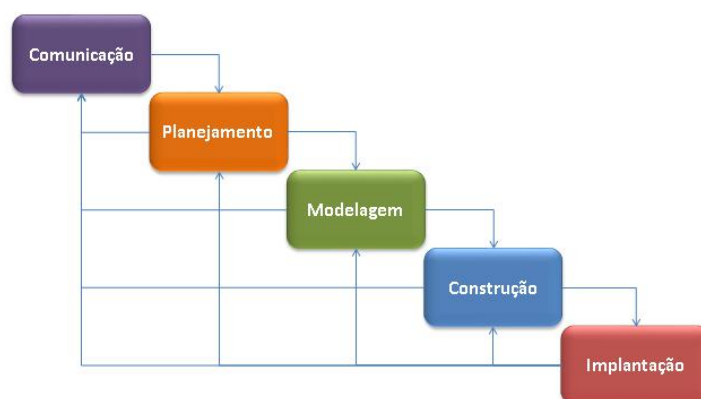 Comunicação
Planejamento
Modelagem
Construção
Implantação